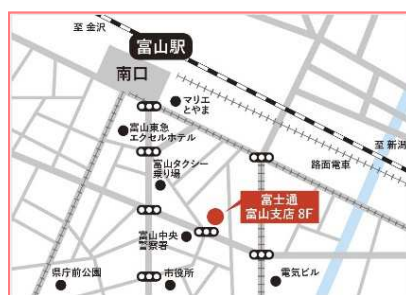 至 金沢
富山駅
南口
マリエ
とやま
富山東急
エクセルホテル
至 新潟
路面電車
富山タクシー
乗り場
富士通
富山支店 8F
富山中央
警察署
県庁前公園
市役所
電気ビル